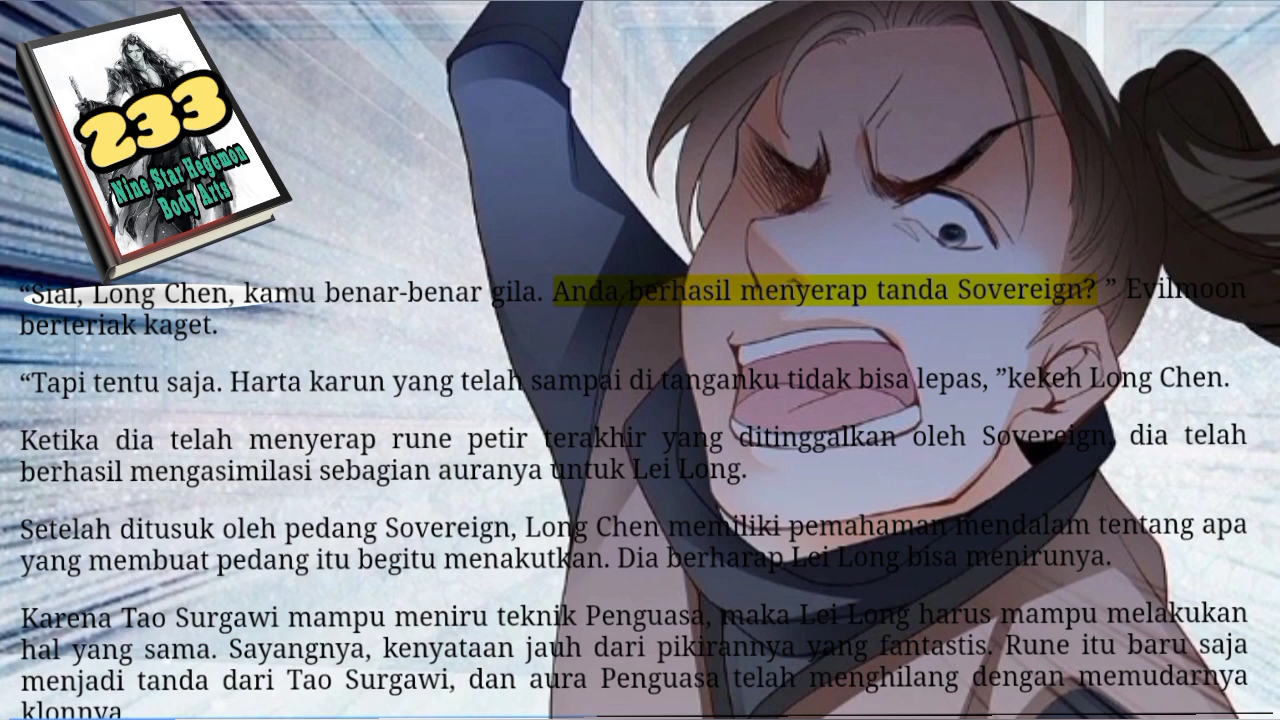 233
Nine Star Hegemon
Body Arts
“Sial, Long Chen, kamu benar-benar gila. Anda berhasil menyerap tanda Sovereign? ” Evilmoon
berteriak kaget.
“Tapi tentu saja. Harta karun yang telah sampai di tanganku tidak bisa lepas, ”kekeh Long Chen.
Ketika dia telah menyerap rune petir terakhir yang ditinggalkan oleh Sovereign, dia telah
berhasil mengasimilasi sebagian auranya untuk Lei Long.
Setelah ditusuk oleh pedang Sovereign, Long Chen memiliki pemahaman mendalam tentang apa
yang membuat pedang itu begitu menakutkan. Dia berharap Lei Long bisa menirunya.
Karena Tao Surgawi mampu meniru teknik Penguasa, maka Lei Long harus mampu melakukan
hal yang sama. Sayangnya, kenyataan jauh dari pikirannya yang fantastis. Rune itu baru saja
menjadi tanda dari Tao Surgawi, dan aura Penguasa telah menghilang dengan memudarnya
klonnya